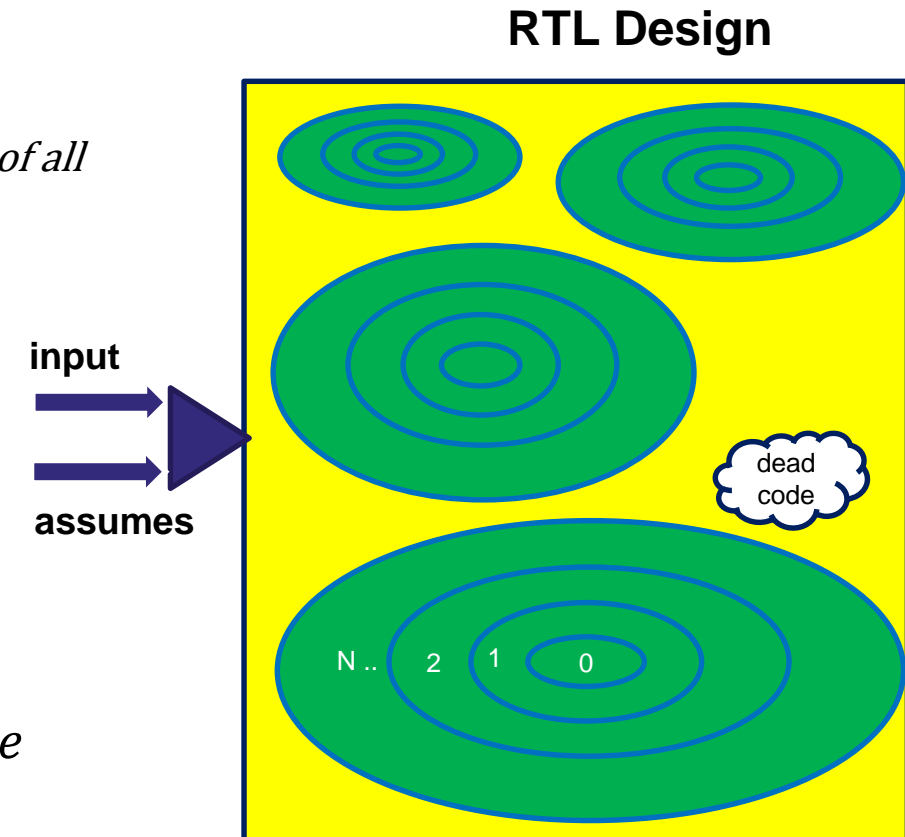 RTL Design
of all
input
assumes
dead
code
N .. 2 1 0
e